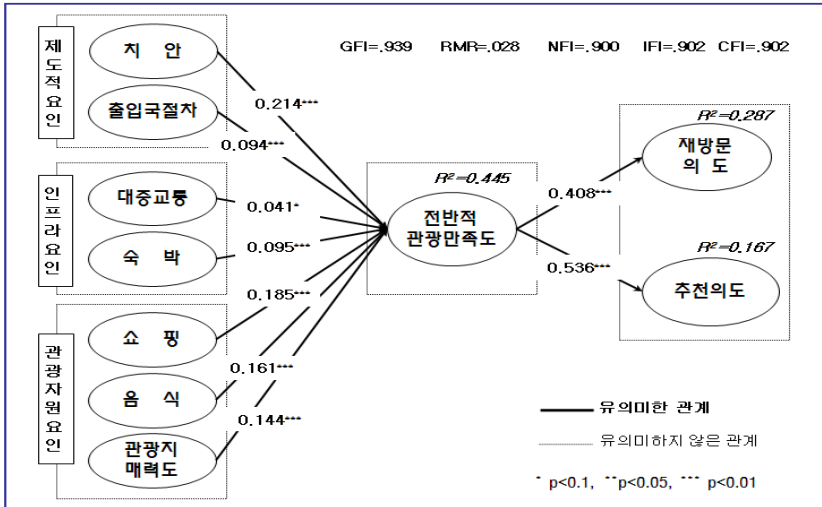 GFI=.939 RMR=.028 NFI=.900 IFI=.902 CFI=.902
제도적요인
치 안
출입국절차
인프라요인
대중교통
숙 박
관광자원요인
쇼 핑
음 식
관광지
매력도
0.214***
0.094***
0.041*
0.095***
0.185***
0.161***
0.144***
R²=0.445
전반적
관광만족도
0.408***
0.536***
R²=0.287
재방문
의 도
R²=0.167
추천의도
유의미한 관계
유의미하지 않은 관계
* p<0.1, **p<0.05, *** p<0.01